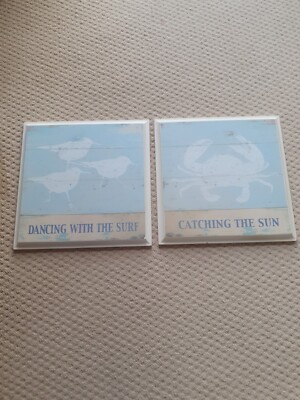 DANCING WITH THE SURF
CATCHING THE SUN